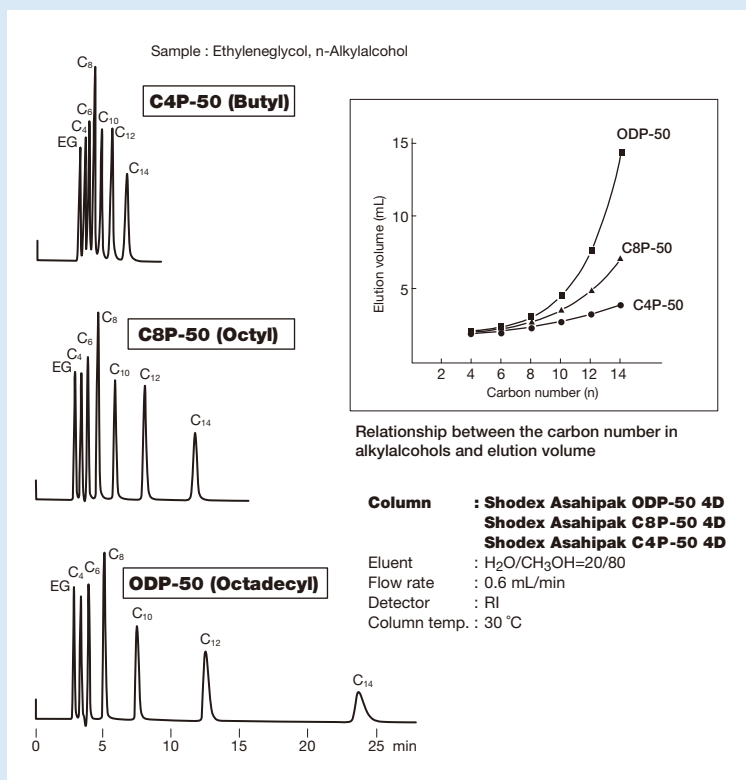 Sample : Ethyleneglycol, n-Alkylalcohol
C4P-50 (Butyl)
EG
C₄
C₆
C₈
C₁₀
C₁₂
C₁₄
C8P-50 (Octyl)
EG
C₄
C₆
C₈
C₁₀
C₁₂
C₁₄
ODP-50 (Octadecyl)
EG
C₄
C₆
C₈
C₁₀
C₁₂
C₁₄
0 5 10 15 20 25 min
Elution volume (mL)
15
10
5
ODP-50
C8P-50
C4P-50
2 4 6 8 10 12 14
Carbon number (n)
Relationship between the carbon number in
alkylalcohols and elution volume
Column : Shodex Asahipak ODP-50 4D
Shodex Asahipak C8P-50 4D
Shodex Asahipak C4P-50 4D
Eluent : H₂O/CH₃OH=20/80
Flow rate : 0.6 mL/min
Detector : RI
Column temp. : 30 ˚C